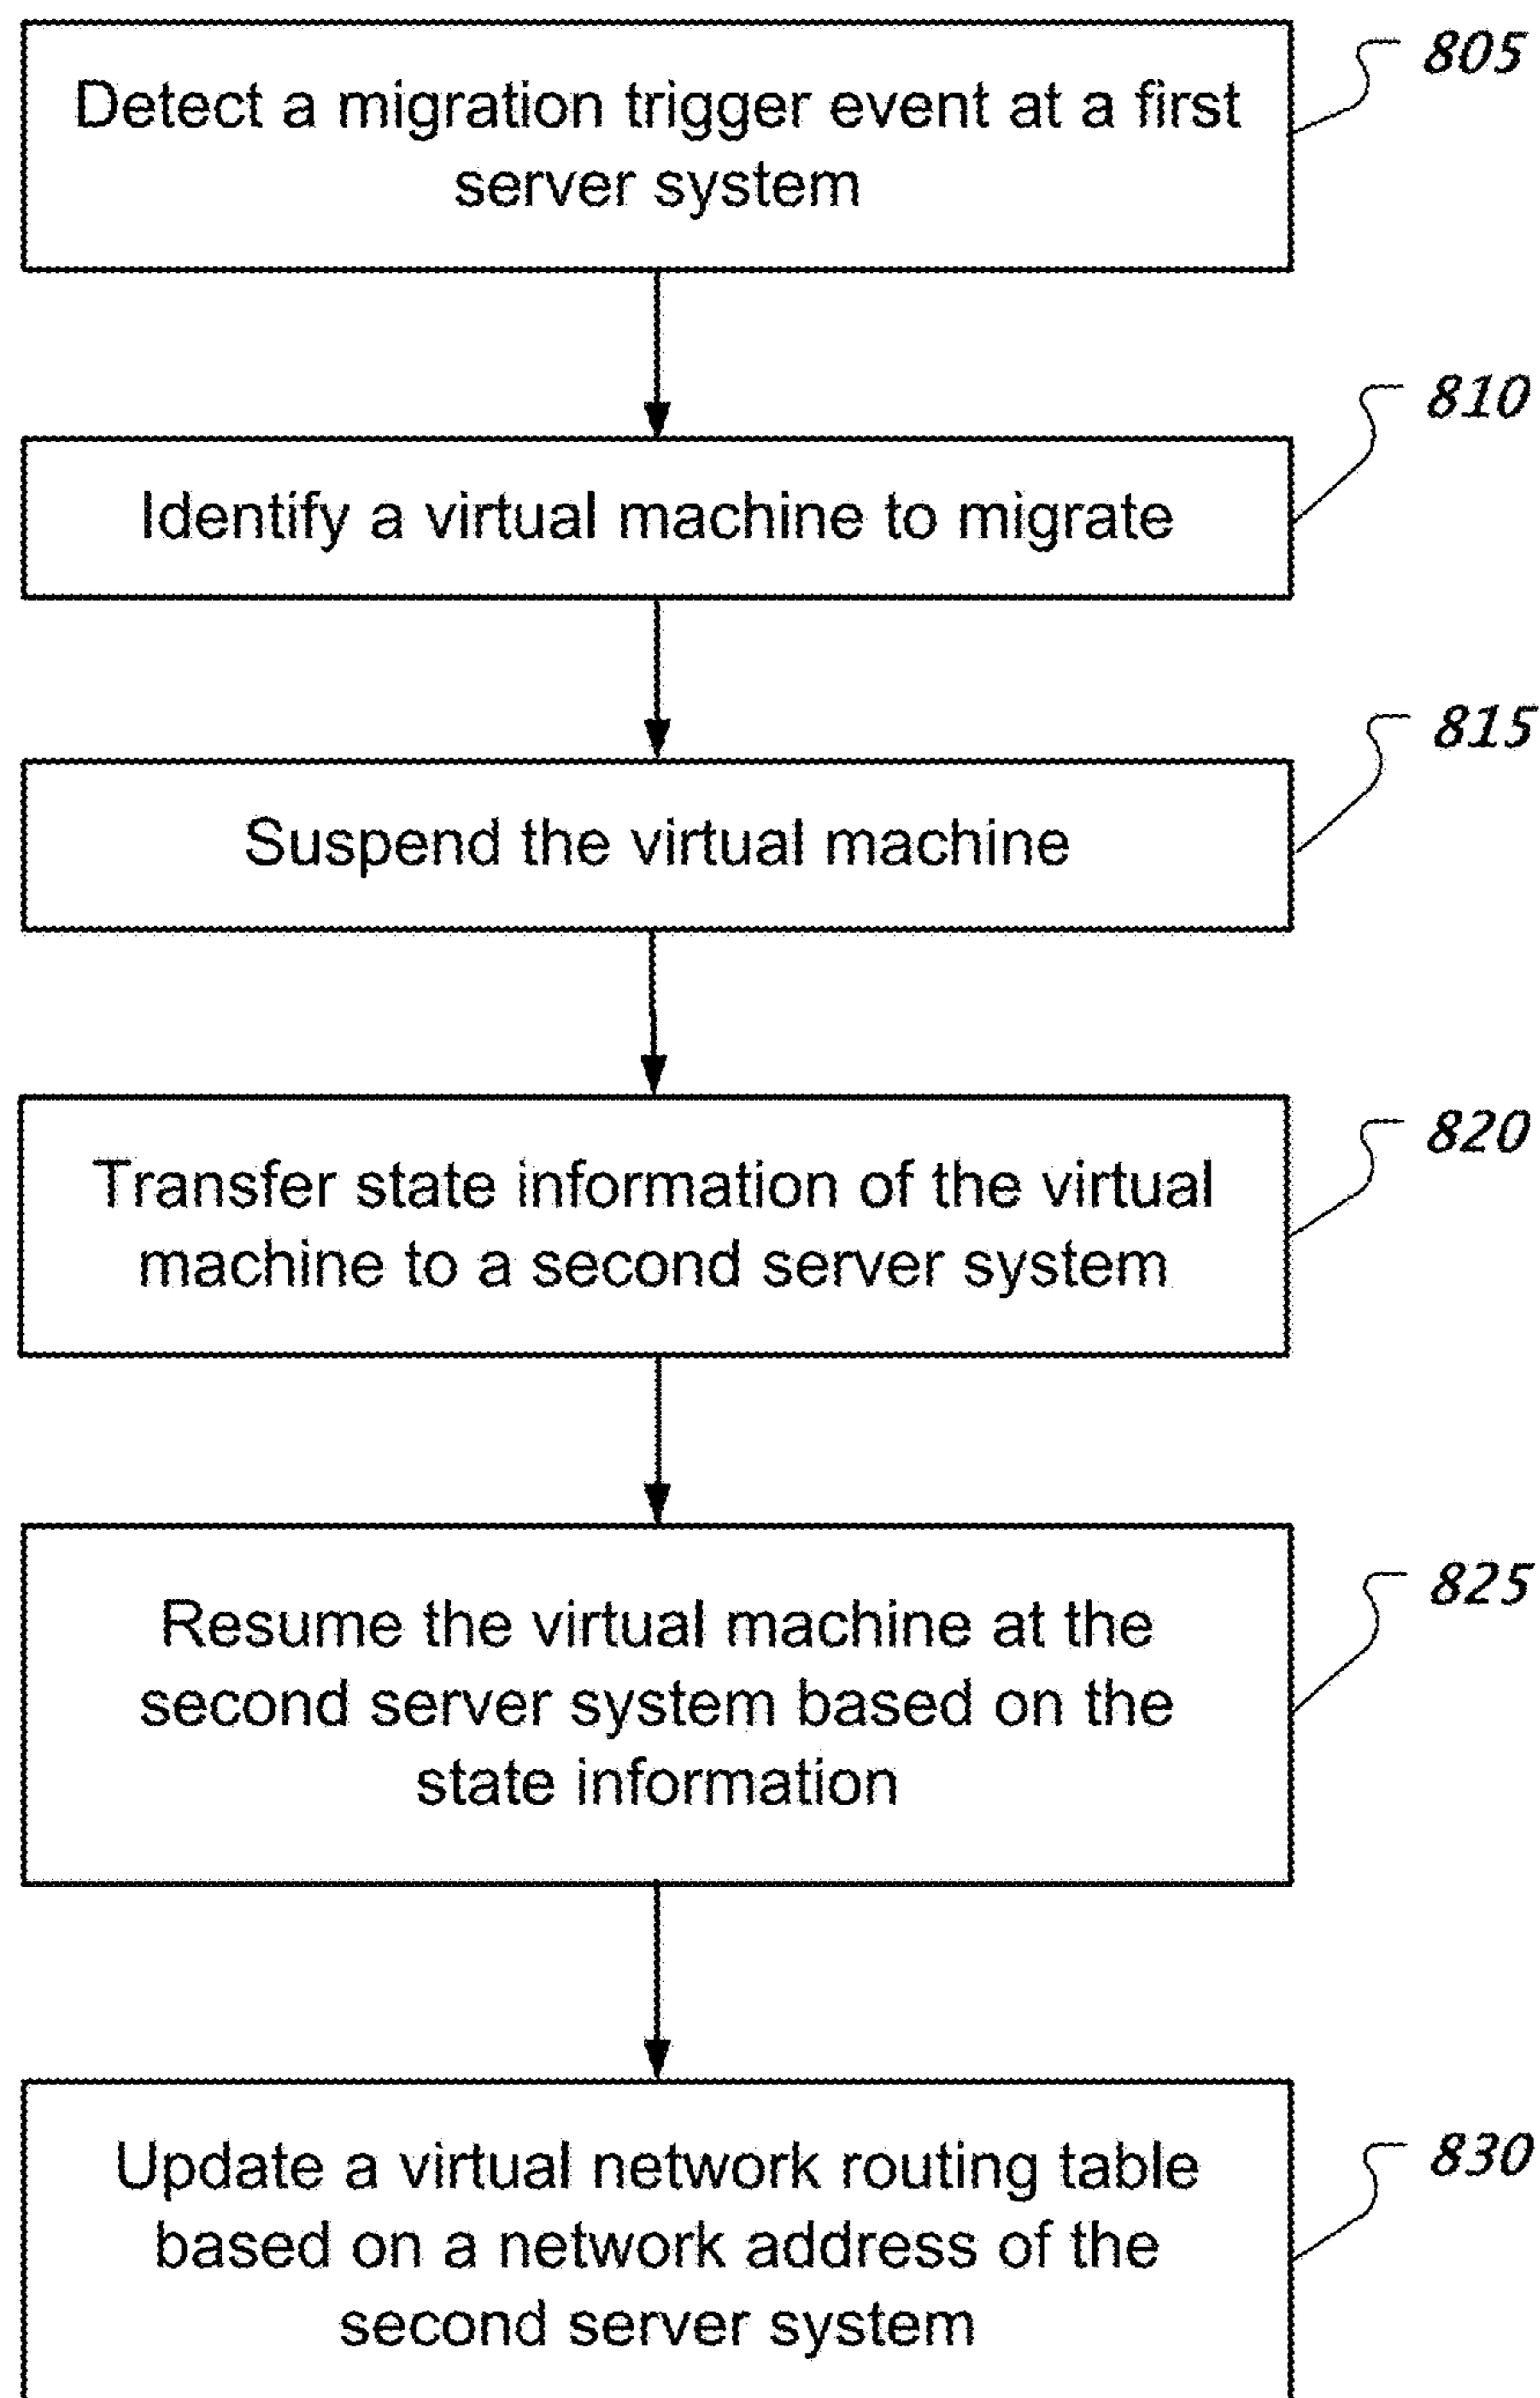 805
Detect a migration trigger event at a first
server system
810
Identify a virtual machine to migrate
815
Suspend the virtual machine
820
Transfer state information of the virtual
machine to a second server system
825
Resume the virtual machine at the
second server system based on the
state information
830
Update a virtual network routing table
based on a network address of the
second server system